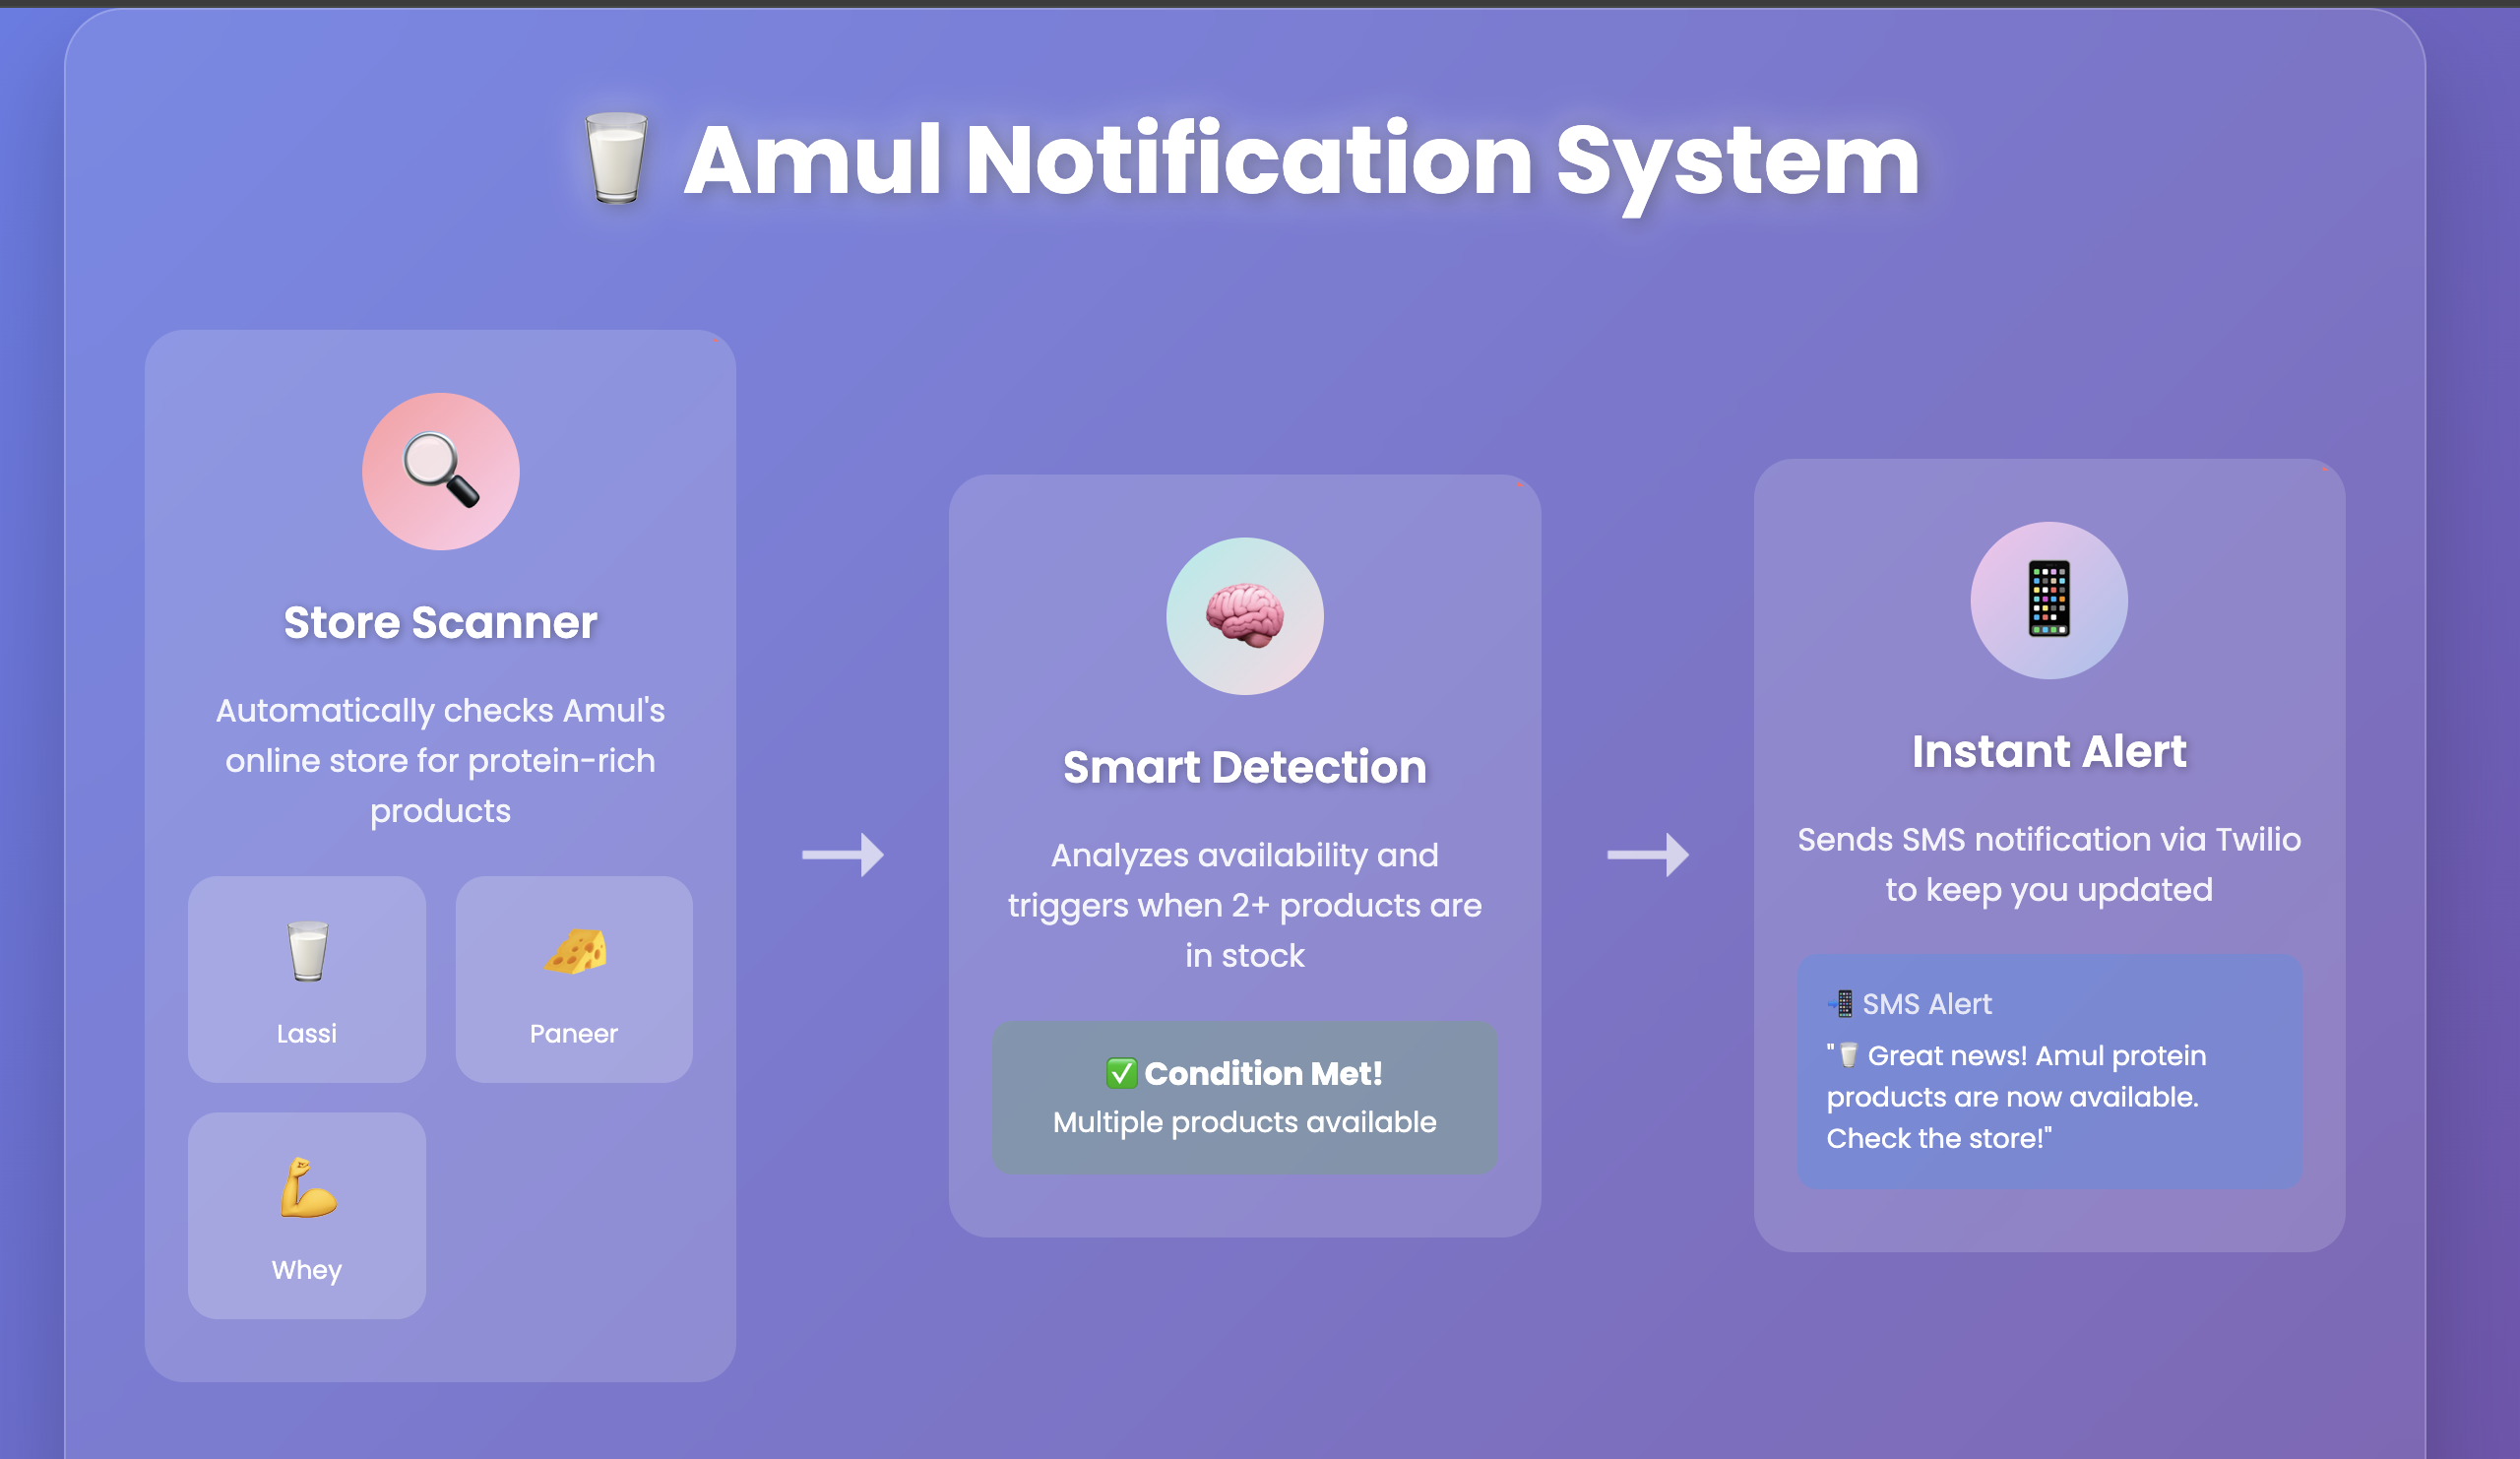 🥛 Amul Notification System
Store Scanner
Automatically checks Amul's
online store for protein-rich
products
Lassi
Paneer
Whey
Smart Detection
Analyzes availability and
triggers when 2+ products are
in stock
✅ Condition Met!
Multiple products available
Instant Alert
Sends SMS notification via Twilio
to keep you updated
📲 SMS Alert
"🥛 Great news! Amul protein
products are now available.
Check the store!"